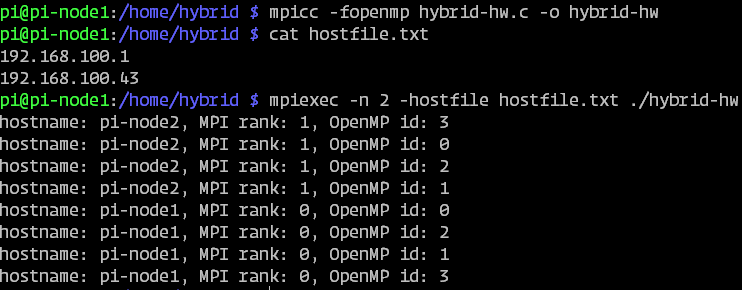 pi@pi-node1:/home/hybrid $ mpicc -fopenmp hybrid-hw.c -o hybrid-hw
pi@pi-node1:/home/hybrid $ cat hostfile.txt
192.168.100.1
192.168.100.43
pi@pi-node1:/home/hybrid $ mpiexec -n 2 -hostfile hostfile.txt ./hybrid-hw
hostname: pi-node2, MPI rank: 1, OpenMP id: 3
hostname: pi-node2, MPI rank: 1, OpenMP id: 0
hostname: pi-node2, MPI rank: 1, OpenMP id: 2
hostname: pi-node2, MPI rank: 1, OpenMP id: 1
hostname: pi-node1, MPI rank: 0, OpenMP id: 0
hostname: pi-node1, MPI rank: 0, OpenMP id: 2
hostname: pi-node1, MPI rank: 0, OpenMP id: 1
hostname: pi-node1, MPI rank: 0, OpenMP id: 3